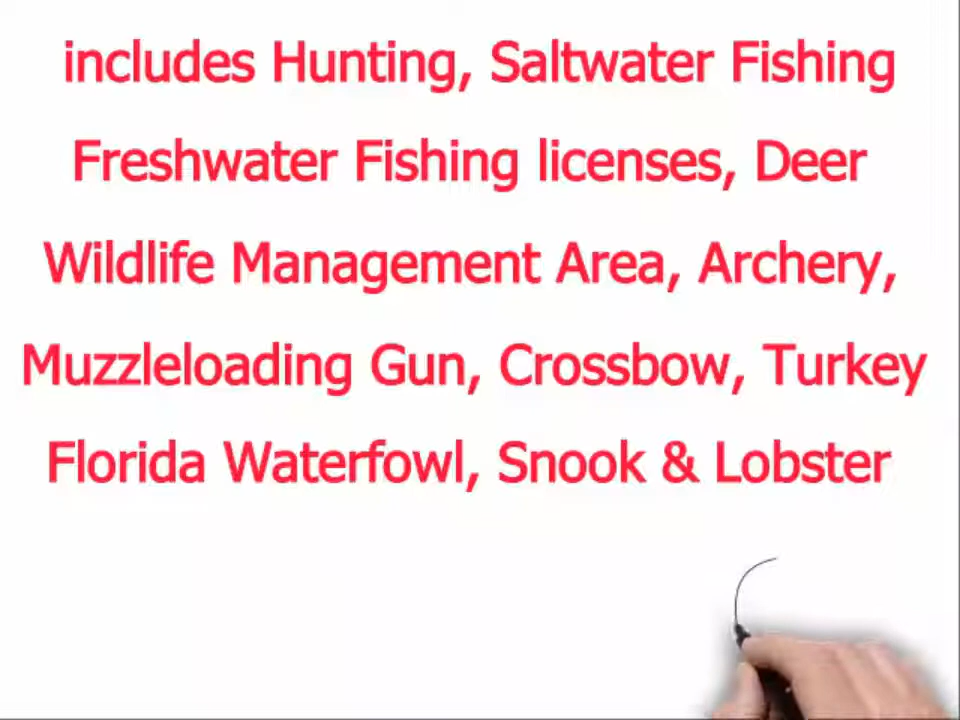 includes Hunting, Saltwater Fishing
Freshwater Fishing licenses, Deer
Wildlife Management Area, Archery,
Muzzleloading Gun, Crossbow, Turkey
Florida Waterfowl, Snook & Lobster